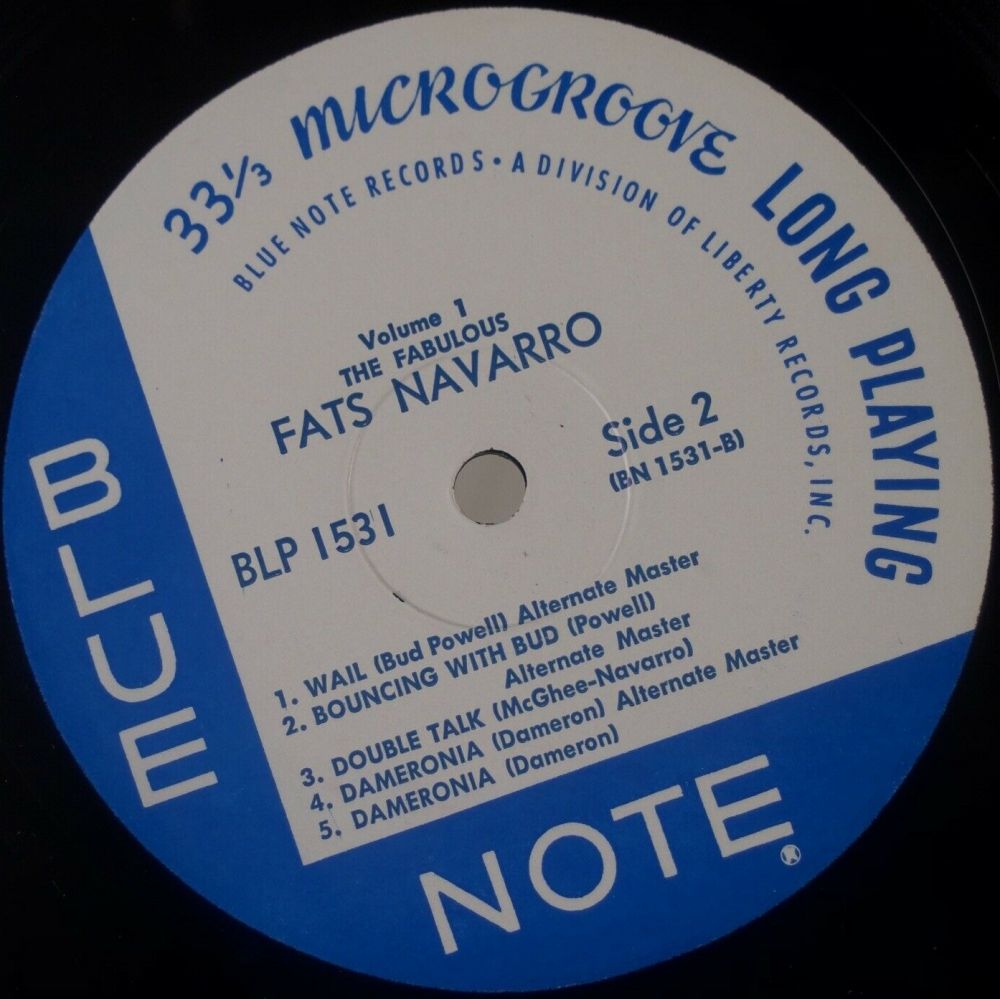 33⅓ MICROGROOVE LONG PLAYING
BLUE NOTE RECORDS • A DIVISION OF LIBERTY RECORDS, INC.
Volume 1
THE FABULOUS
FATS NAVARRO
Side 2
(BN 1531-B)
BLP 1531
1. WAIL (Bud Powell) Alternate Master
2. BOUNCING WITH BUD (Powell)
Alternate Master
3. DOUBLE TALK (McGhee-Navarro)
4. DAMERONIA (Dameron) Alternate Master
5. DAMERONIA (Dameron)
BLUE
NOTE